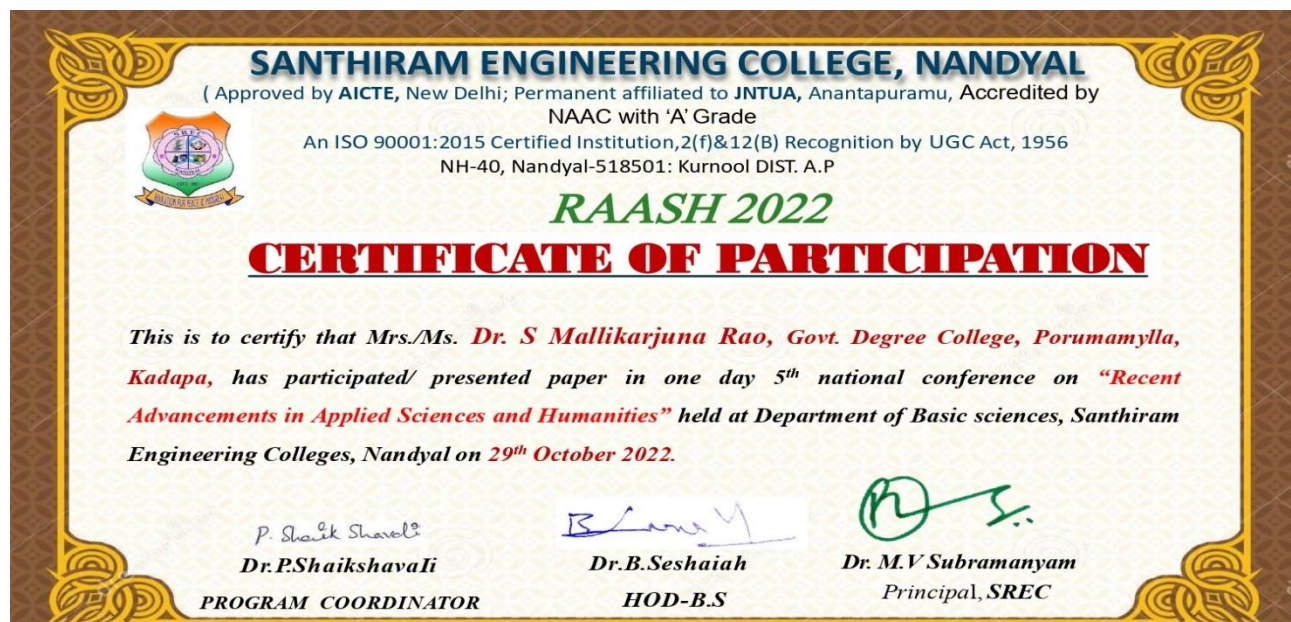 SANTHIRAM ENGINEERING COLLEGE, NANDYAL
( Approved by AICTE, New Delhi; Permanent affiliated to JNTUA, Anantapuramu, Accredited by
NAAC with ‘A’ Grade
An ISO 90001:2015 Certified Institution,2(f)&12(B) Recognition by UGC Act, 1956
NH-40, Nandyal-518501: Kurnool DIST. A.P
RAASH 2022
CERTIFICATE OF PARTICIPATION
This is to certify that Mrs./Ms. Dr. S Mallikarjuna Rao, Govt. Degree College, Porumamylla,
Kadapa, has participated/ presented paper in one day 5th national conference on “Recent
Advancements in Applied Sciences and Humanities” held at Department of Basic sciences, Santhiram
Engineering Colleges, Nandyal on 29th October 2022.
P. Shaik Shavali
Dr.P.Shaikshavali
PROGRAM COORDINATOR
Dr.B.Seshaiah
HOD-B.S
Dr. M.V Subramanyam
Principal, SREC